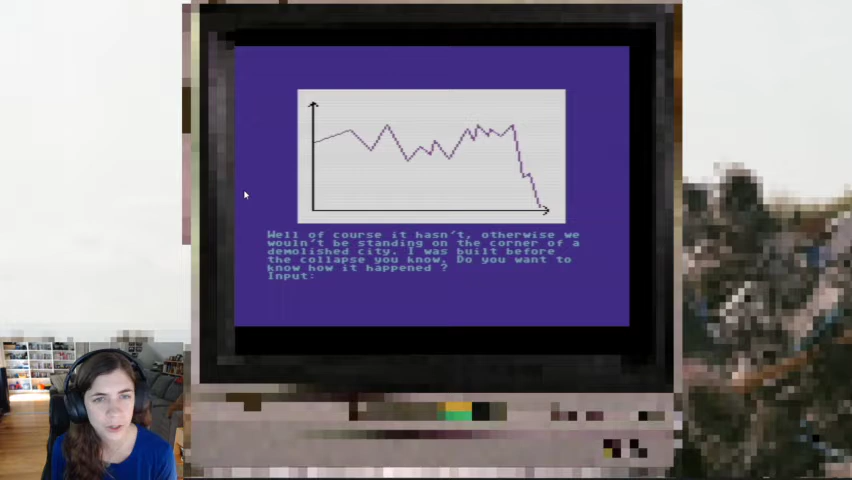 Well of course it hasn't, otherwise we
wouln't be standing on the corner of a
demolished city. I was built before
the collapse you know. Do you want to
know how it happened ?
Input: